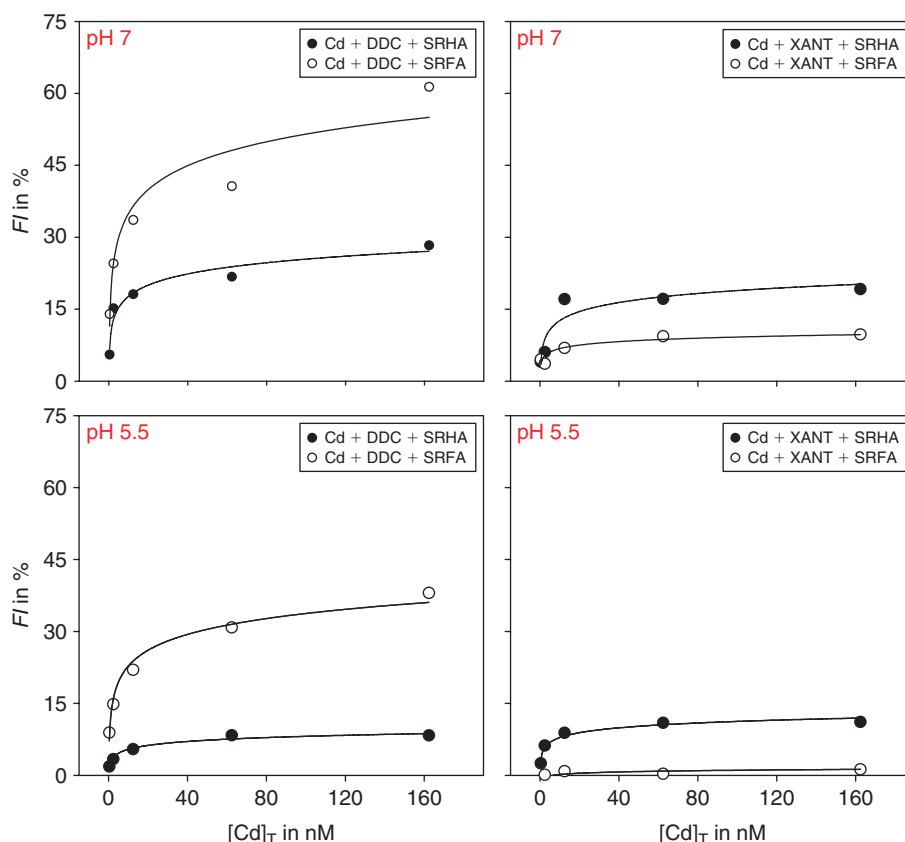 75
60
45
30
15
0
FI in %
pH 7
Cd + DDC + SRHA
Cd + DDC + SRFA
pH 7
Cd + XANT + SRHA
Cd + XANT + SRFA
75
60
45
30
15
0
FI in %
pH 5.5
Cd + DDC + SRHA
Cd + DDC + SRFA
pH 5.5
Cd + XANT + SRHA
Cd + XANT + SRFA
0 40 80 120 160
[Cd]T in nM
0 40 80 120 160
[Cd]T in nM